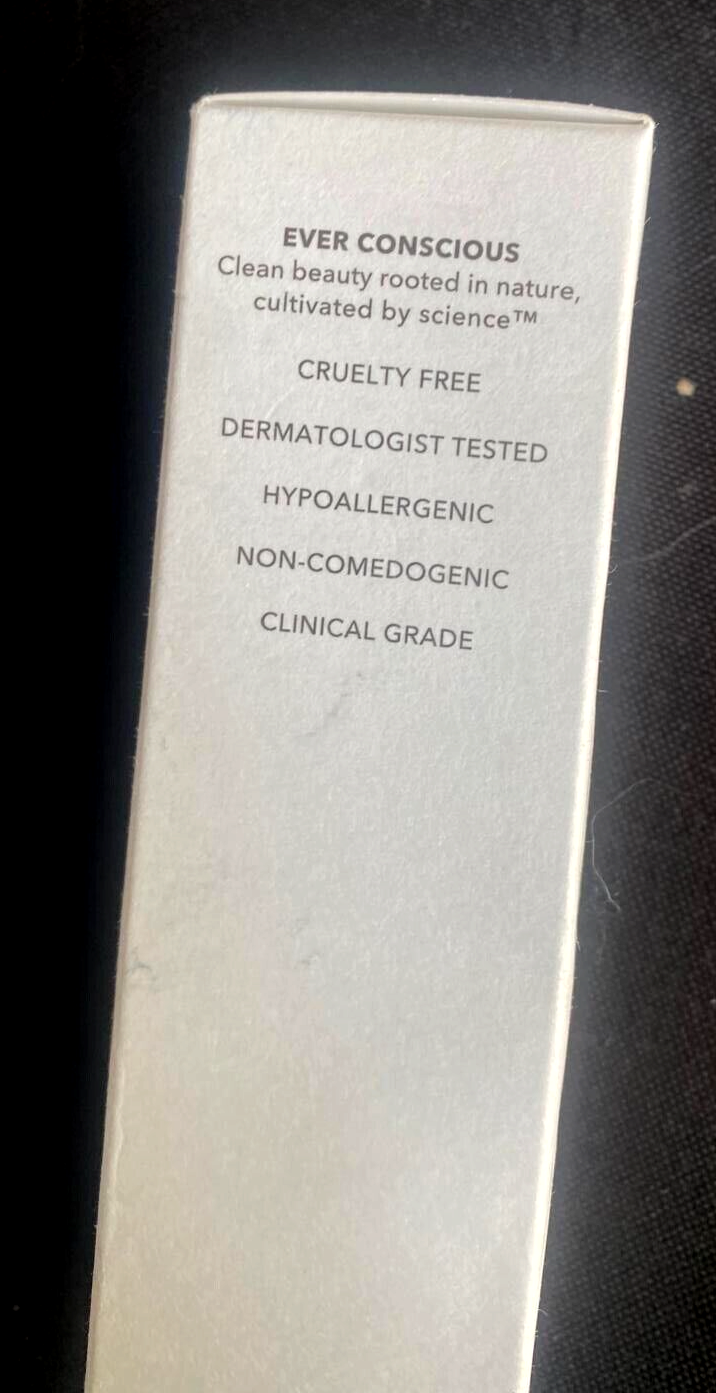 EVER CONSCIOUS
Clean beauty rooted in nature,
cultivated by science™
CRUELTY FREE
DERMATOLOGIST TESTED
HYPOALLERGENIC
NON-COMEDOGENIC
CLINICAL GRADE